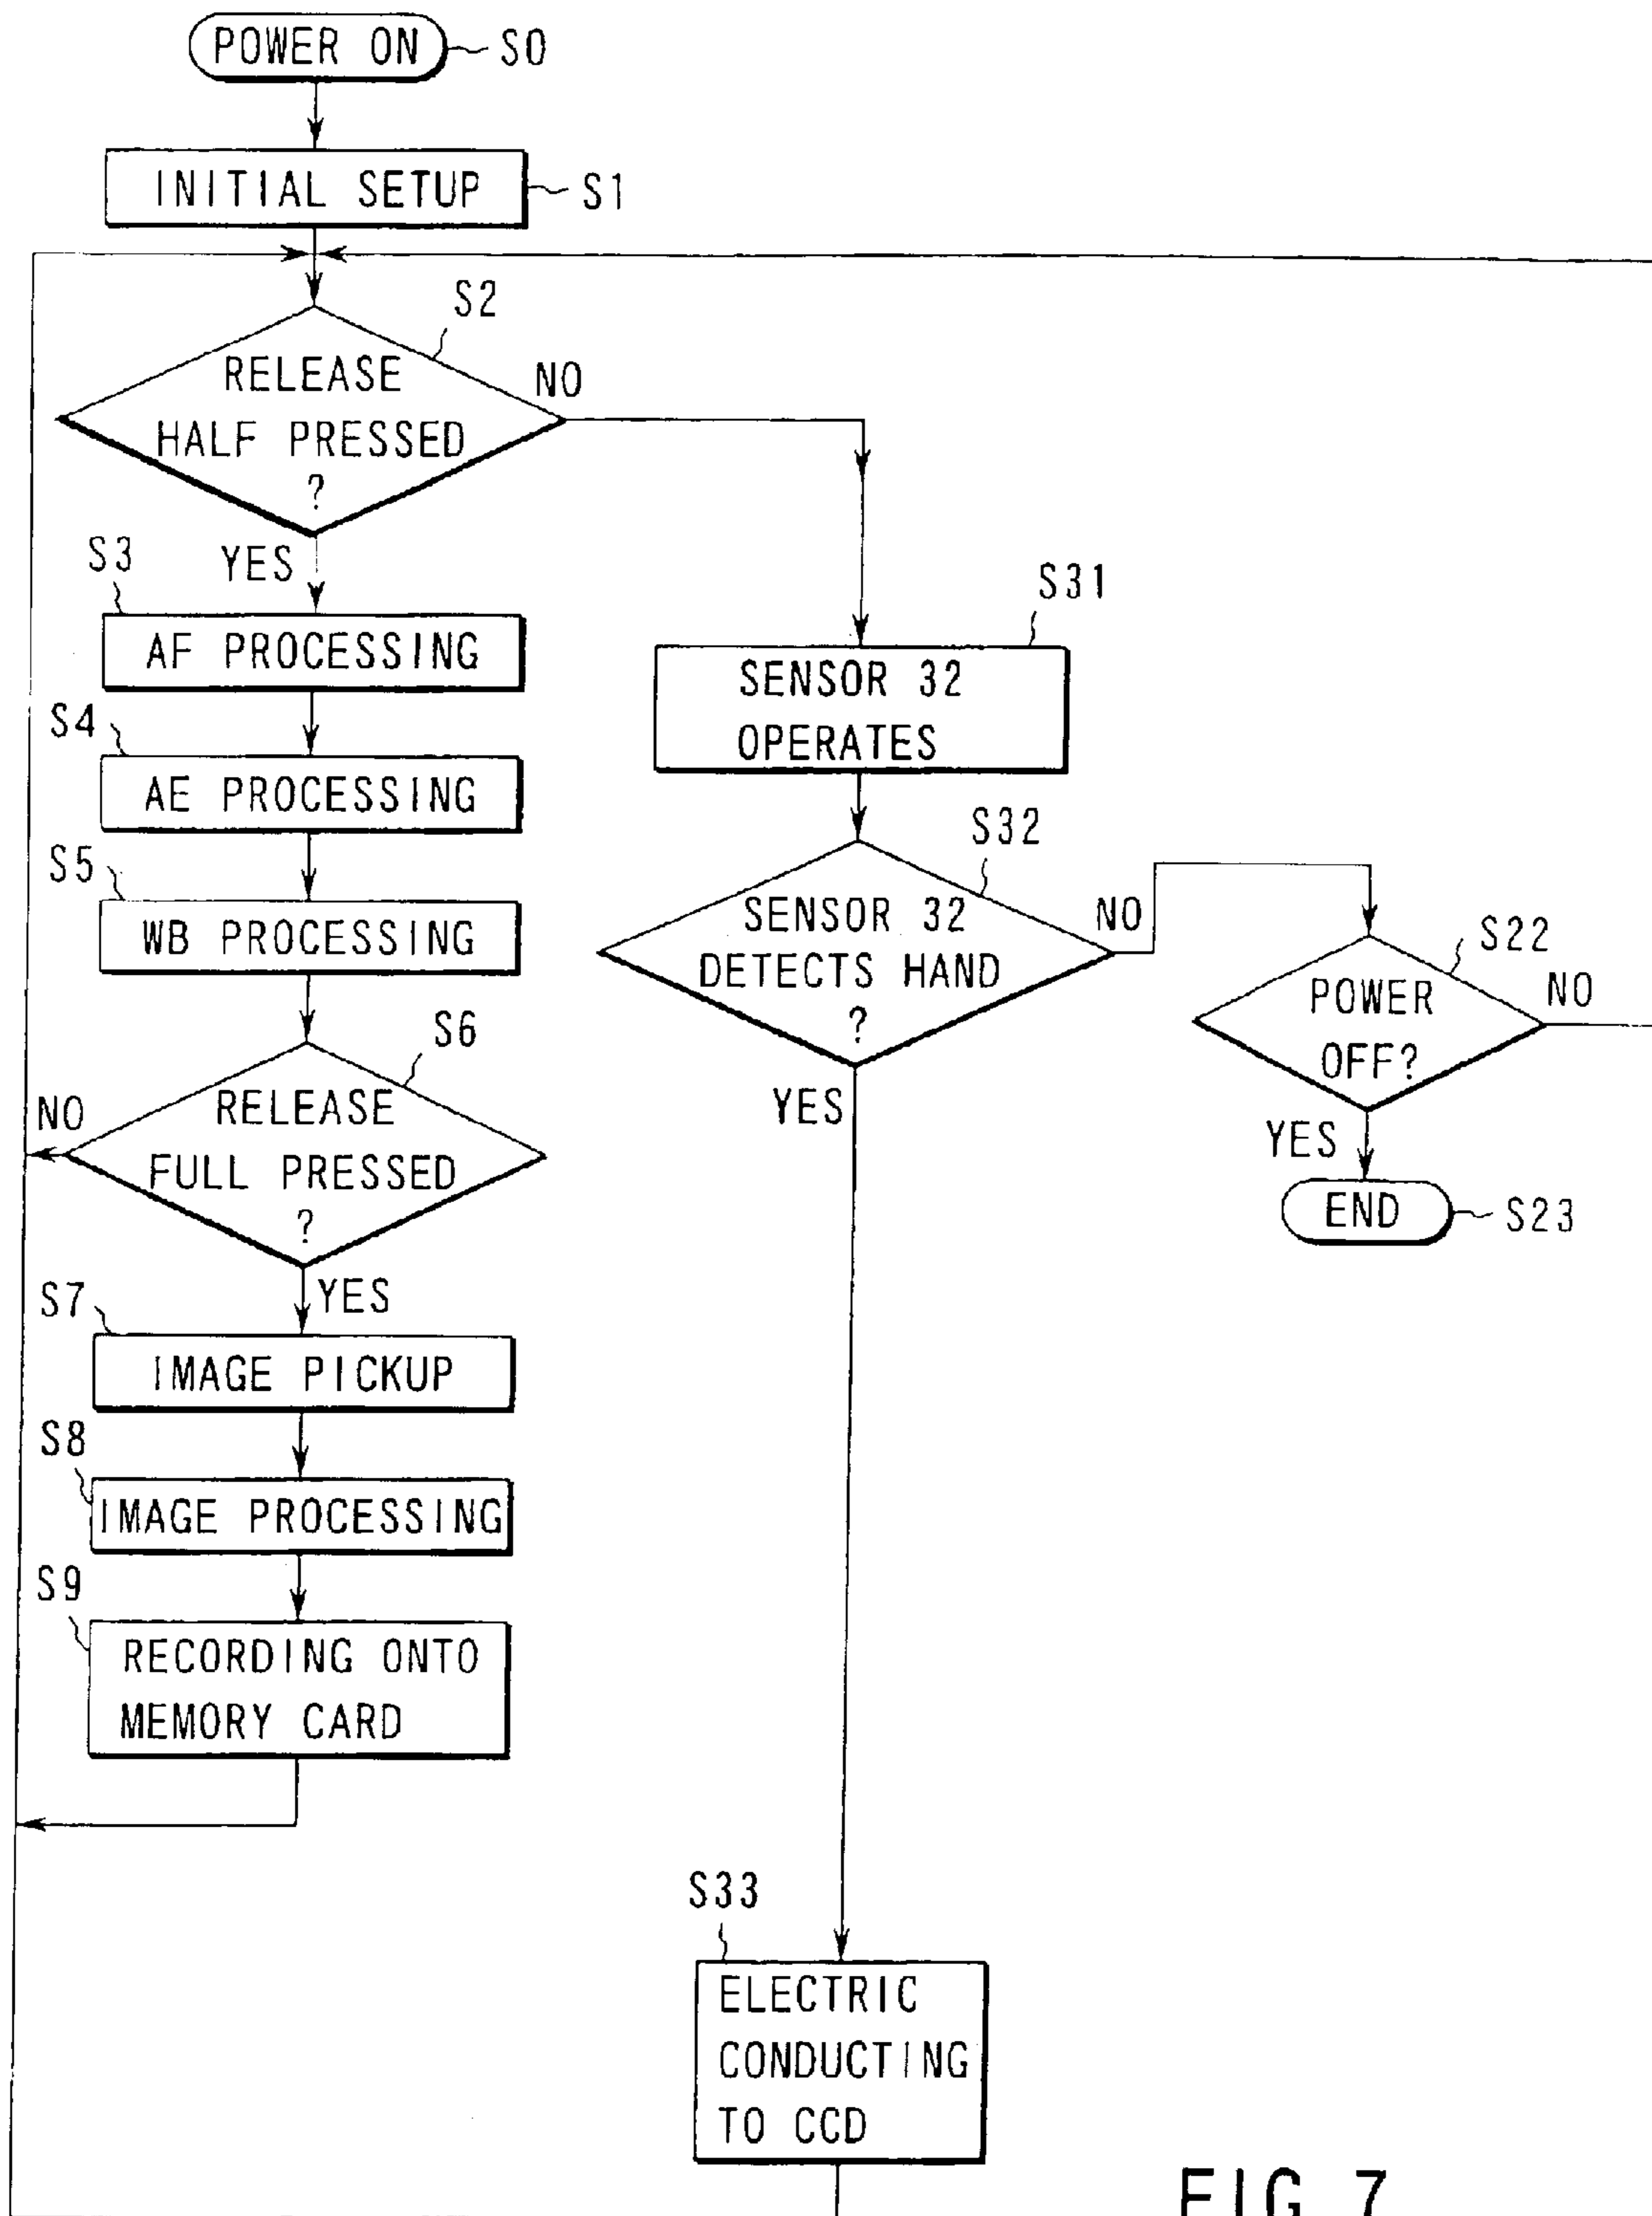 POWER ON
S0
INITIAL SETUP
S1
S2
RELEASE
HALF PRESSED
?
NO
YES
S3
AF PROCESSING
S4
AE PROCESSING
S5
WB PROCESSING
S6
RELEASE
FULL PRESSED
?
NO
YES
S7
IMAGE PICKUP
S8
IMAGE PROCESSING
S9
RECORDING ONTO
MEMORY CARD
S31
SENSOR 32
OPERATES
S32
SENSOR 32
DETECTS HAND
?
NO
YES
S22
POWER
OFF?
NO
YES
END
S23
S33
ELECTRIC
CONDUCTING
TO CCD
FIG 7